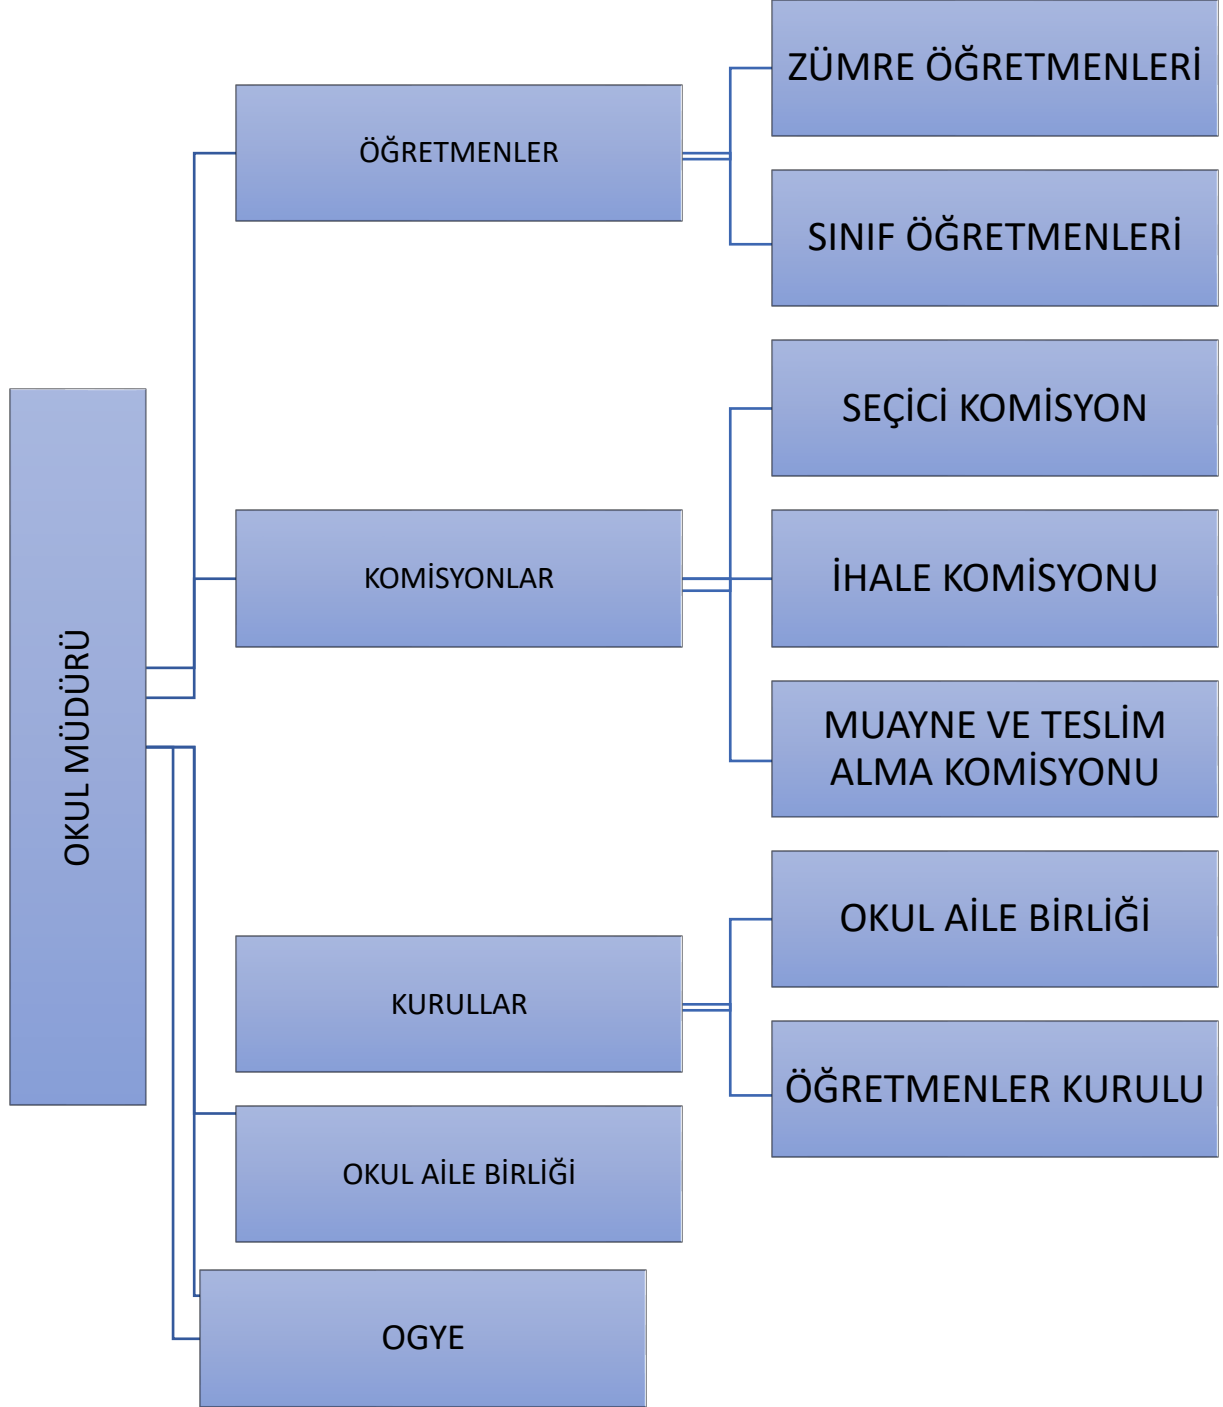 OKUL MÜDÜRÜ
ÖĞRETMENLER
ZÜMRE ÖĞRETMENLERİ
SINIF ÖĞRETMENLERİ
KOMİSYONLAR
SEÇİCİ KOMİSYON
İHALE KOMİSYONU
MUAYNE VE TESLİM
ALMA KOMİSYONU
KURULLAR
OKUL AİLE BİRLİĞİ
ÖĞRETMENLER KURULU
OKUL AİLE BİRLİĞİ
OGYE